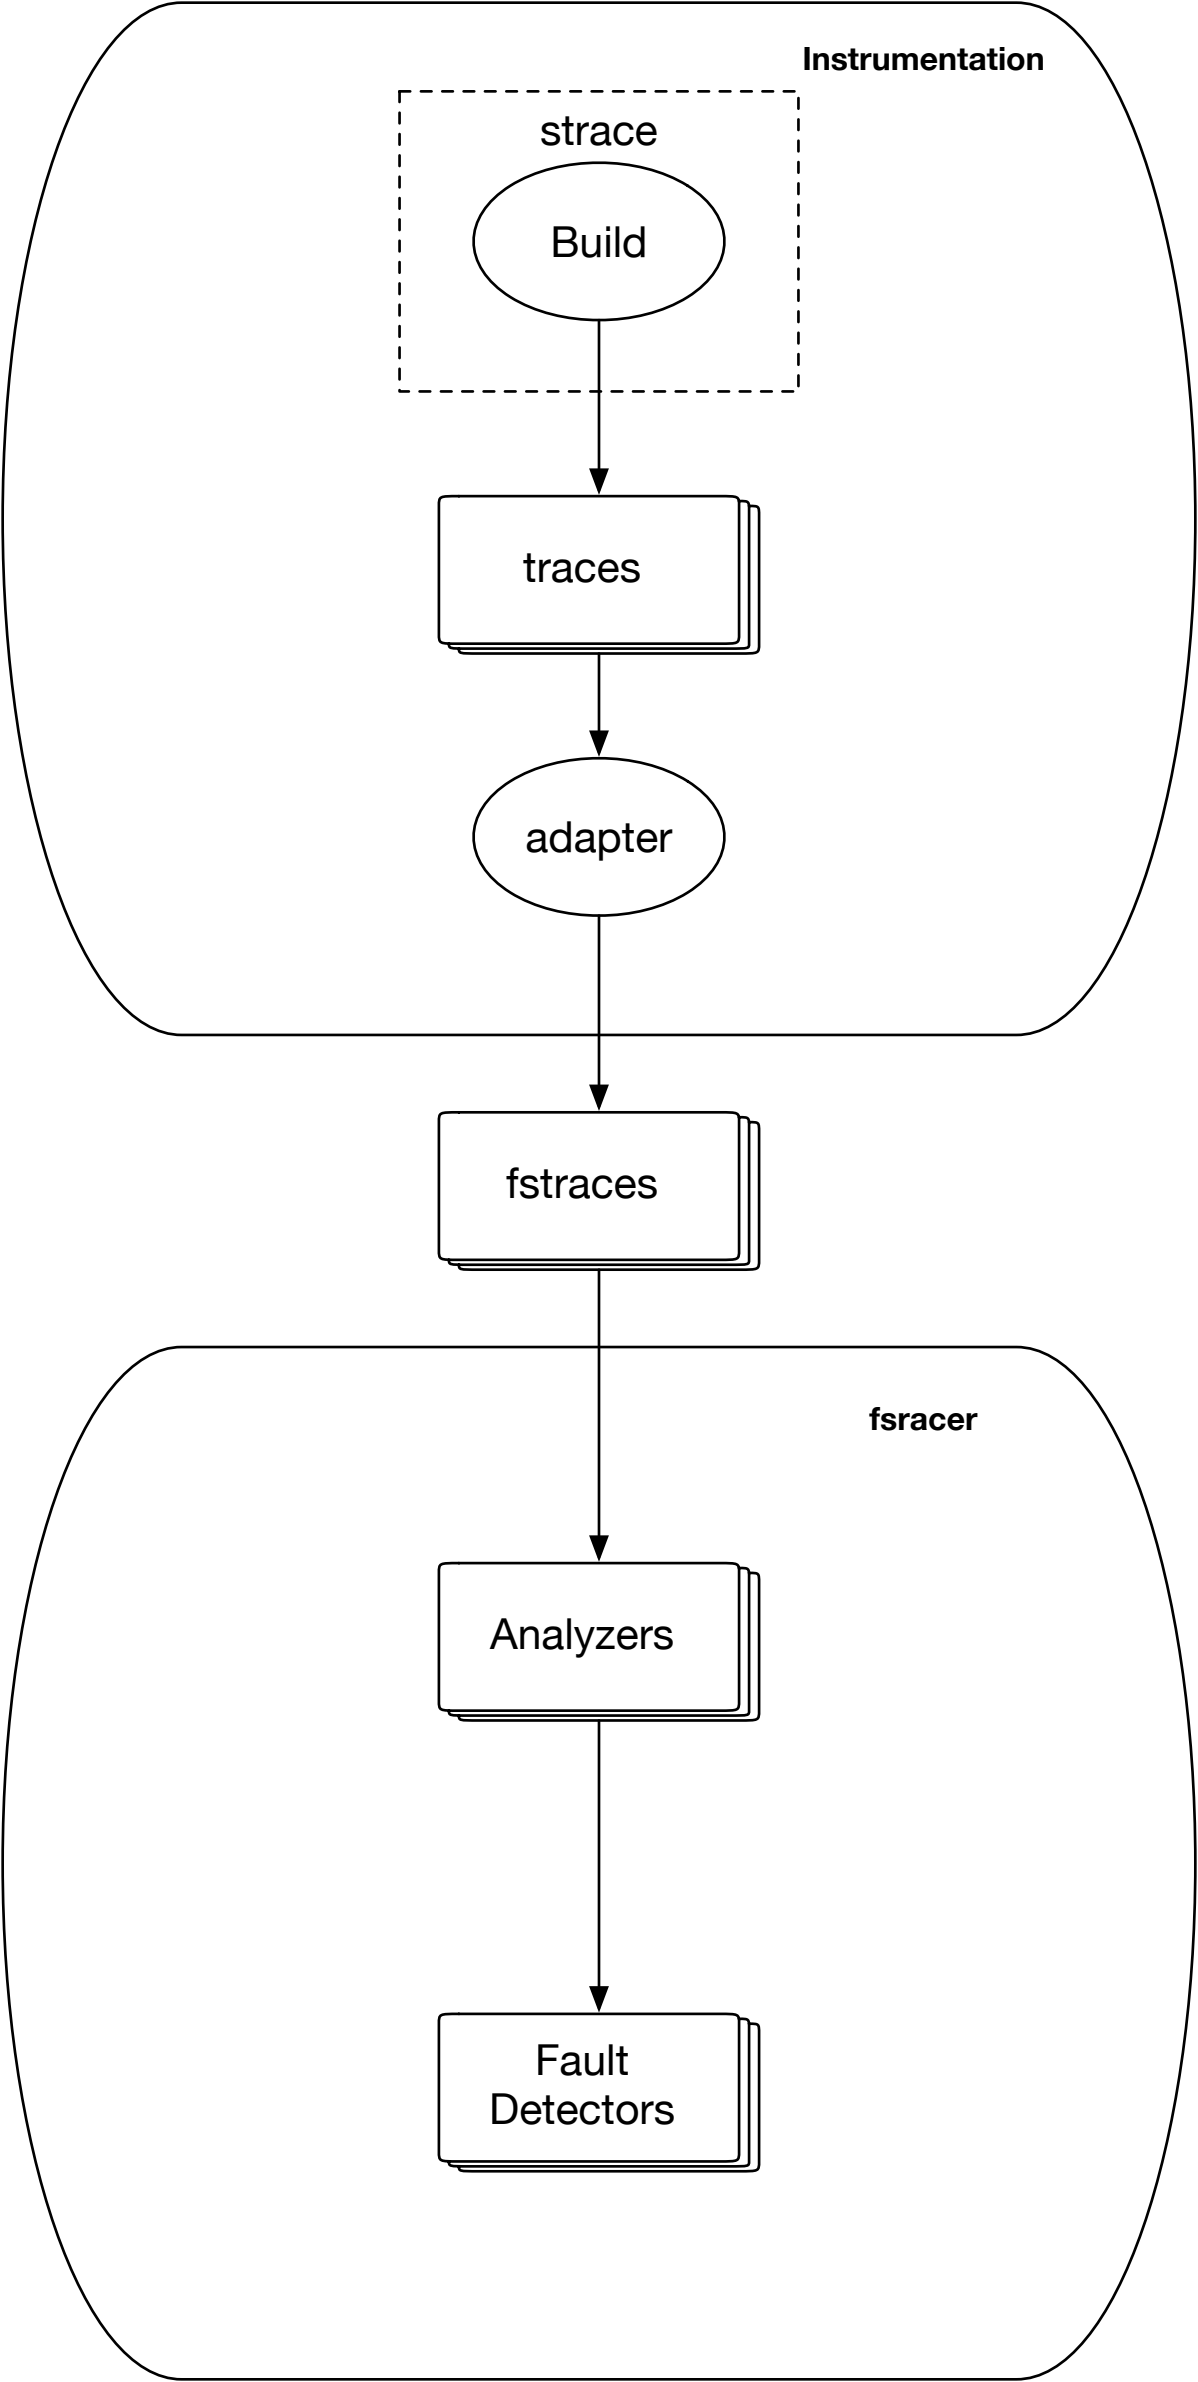 Instrumentation
strace
Build
traces
adapter
fstraces
fsracer
Analyzers
Fault
Detectors